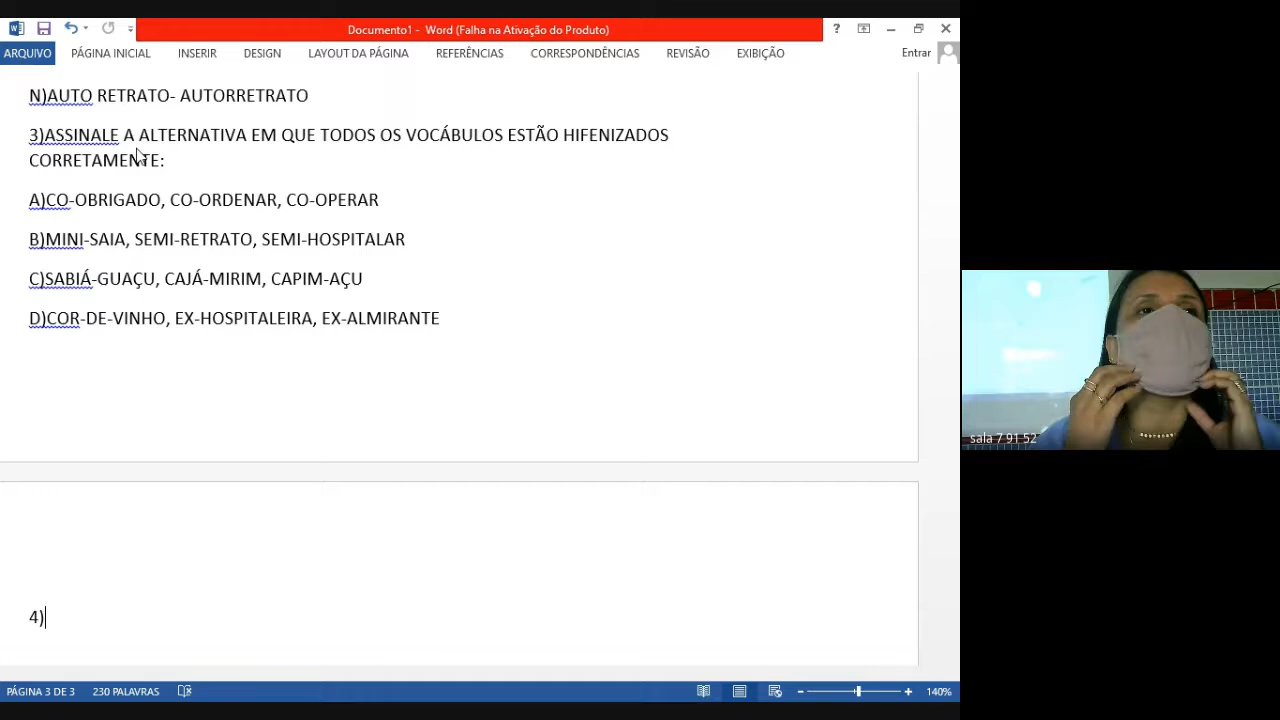 Documento1 - Word (Falha na Ativação do Produto)
?
ARQUIVO PÁGINA INICIAL INSERIR DESIGN LAYOUT DA PÁGINA REFERÊNCIAS CORRESPONDÊNCIAS REVISÃO EXIBIÇÃO Entrar
N)AUTO RETRATO- AUTORRETRATO
3)ASSINALE A ALTERNATIVA EM QUE TODOS OS VOCÁBULOS ESTÃO HIFENIZADOS
CORRETAMENTE:
A)CO-OBRIGADO, CO-ORDENAR, CO-OPERAR
B)MINI-SAIA, SEMI-RETRATO, SEMI-HOSPITALAR
C)SABIÁ-GUAÇU, CAJÁ-MIRIM, CAPIM-AÇU
D)COR-DE-VINHO, EX-HOSPITALEIRA, EX-ALMIRANTE
sala 7 91 52
4)
PÁGINA 3 DE 3 230 PALAVRAS 140%